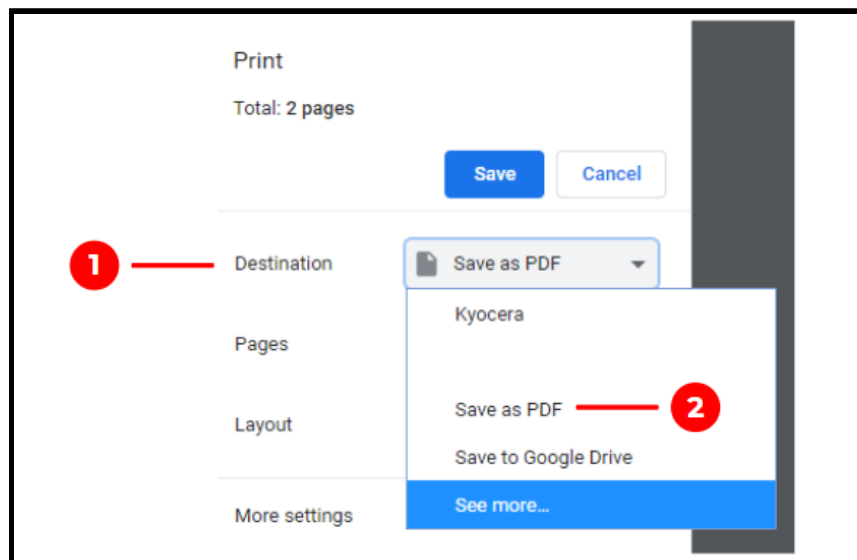 Print
Total: 2 pages
Save Cancel
1 Destination Save as PDF
Kyocera
Pages
Save as PDF 2
Layout
Save to Google Drive
See more...
More settings